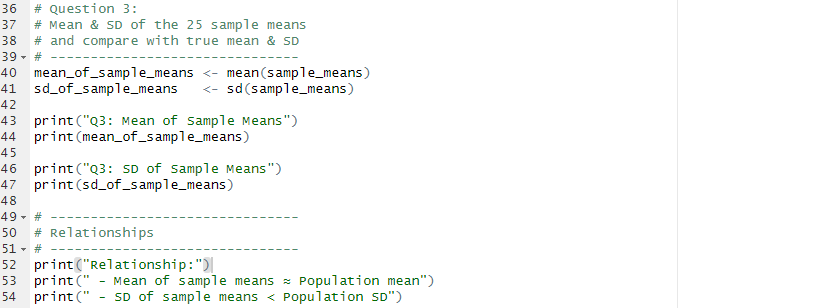 36 # Question 3:
37 # Mean & SD of the 25 sample means
38 # and compare with true mean & SD
39 # -------------------------------
40 mean_of_sample_means <- mean(sample_means)
41 sd_of_sample_means   <- sd(sample_means)
42
43 print("Q3: Mean of Sample Means")
44 print(mean_of_sample_means)
45
46 print("Q3: SD of Sample Means")
47 print(sd_of_sample_means)
48
49 # -------------------------------
50 # Relationships
51 # -------------------------------
52 print("Relationship:")
53 print(" - Mean of sample means ≈ Population mean")
54 print(" - SD of sample means < Population SD")